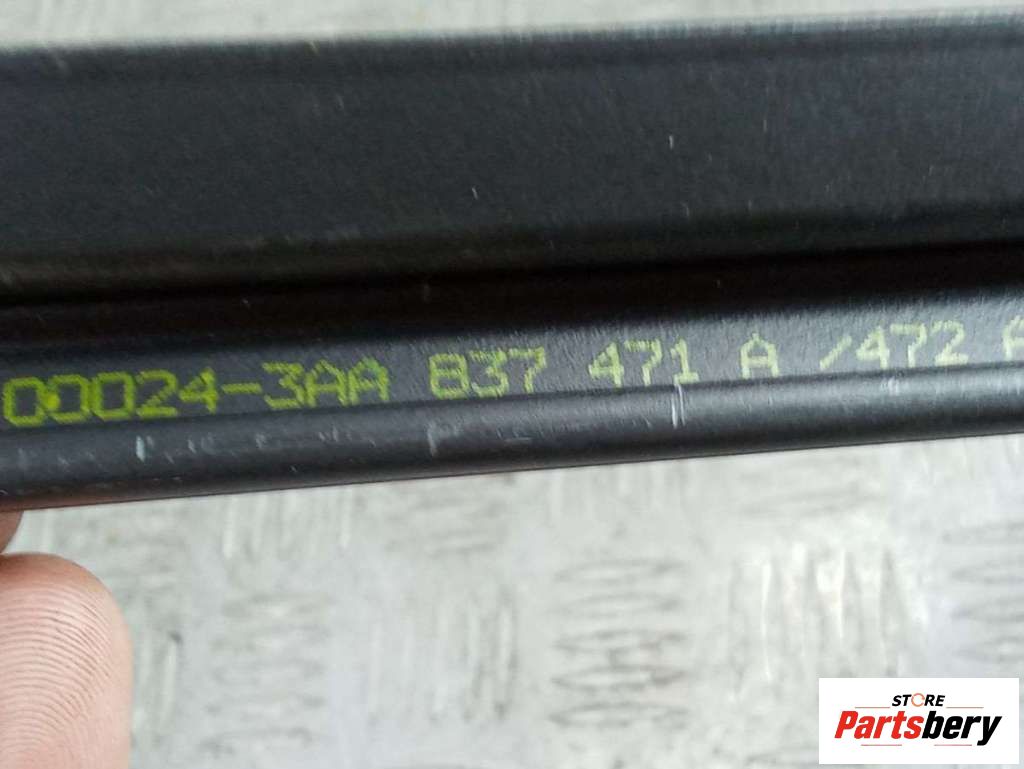 00024-3AA 837 471 A /472 A
STORE
Partsbery